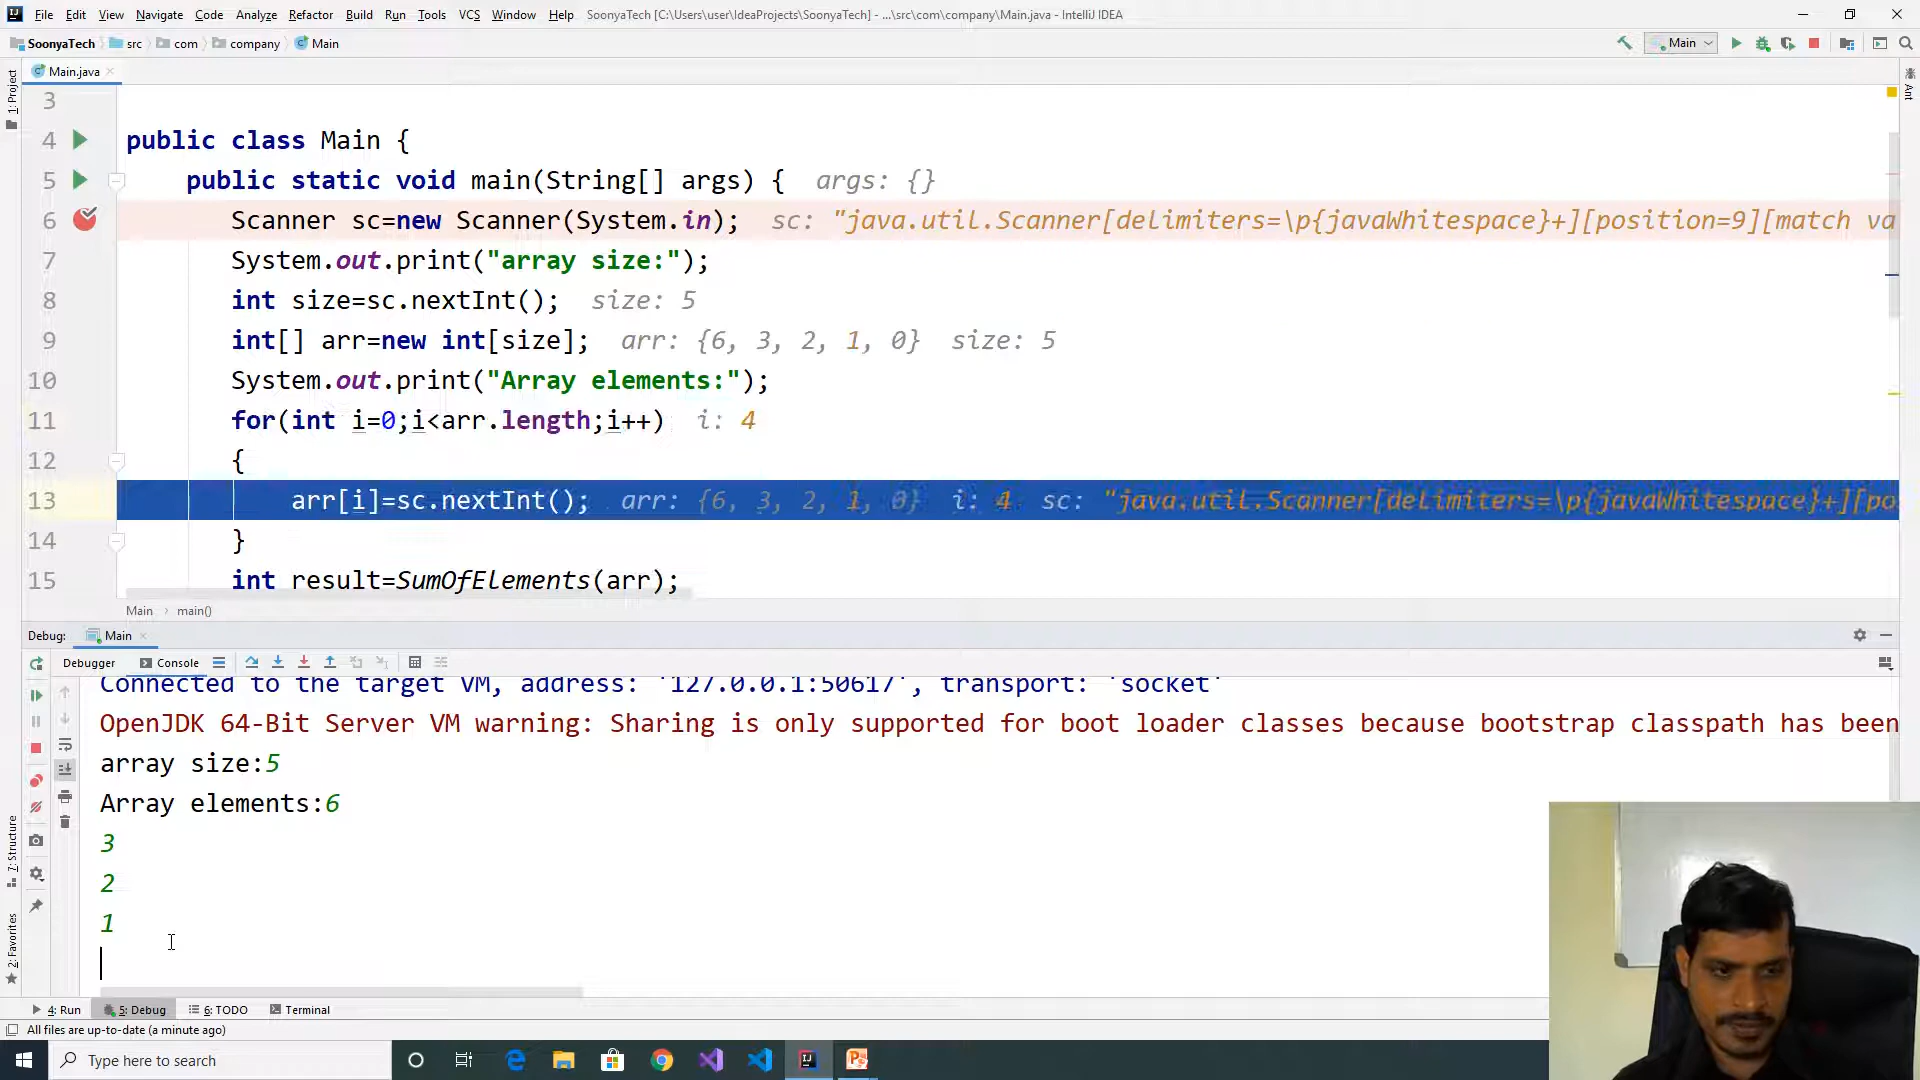 File Edit View Navigate Code Analyze Refactor Build Run Tools VCS Window Help SoonyaTech [C:\Users\user\IdeaProjects\SoonyaTech] - ...\src\com\company\Main.java - IntelliJ IDEA
SoonyaTech src com company Main
Main
Main.java
1: Project
Ant
3
4 public class Main {
5 public static void main(String[] args) { args: {}
6 Scanner sc=new Scanner(System.in); sc: "java.util.Scanner[delimiters=\p{javaWhitespace}+][position=9][match va
7 System.out.print("array size:");
8 int size=sc.nextInt(); size: 5
9 int[] arr=new int[size]; arr: {6, 3, 2, 1, 0} size: 5
10 System.out.print("Array elements:");
11 for(int i=0;i<arr.length;i++) i: 4
12 {
13 arr[i]=sc.nextInt(); arr: {6, 3, 2, 1, 0} i: 4 sc: "java.util.Scanner[delimiters=\p{javaWhitespace}+][pos
14 }
15 int result=SumOfElements(arr);
Main main()
Debug: Main
Debugger Console
Connected to the target VM, address: '127.0.0.1:50617', transport: 'socket'
OpenJDK 64-Bit Server VM warning: Sharing is only supported for boot loader classes because bootstrap classpath has been
array size:5
Array elements:6
3
2
1
7: Structure
2: Favorites
4: Run 5: Debug 6: TODO Terminal
All files are up-to-date (a minute ago)
Type here to search